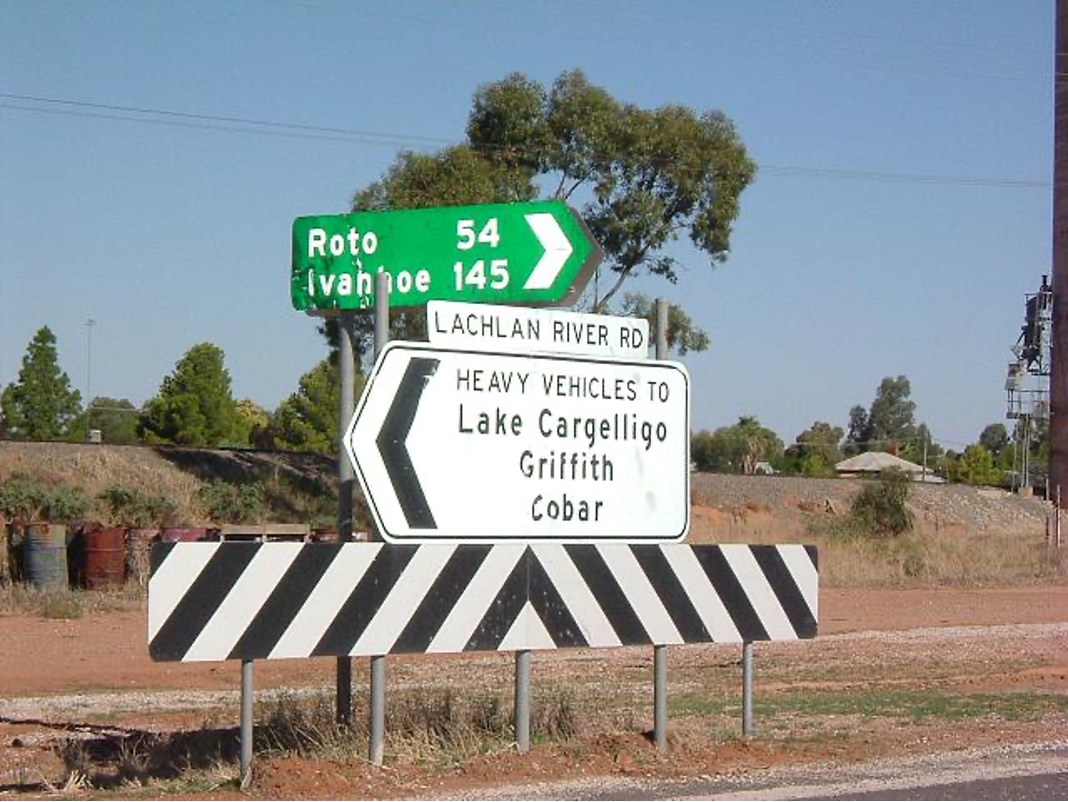 Roto 54
Ivanhoe 145
LACHLAN RIVER RD
HEAVY VEHICLES TO
Lake Cargelligo
Griffith
Cobar